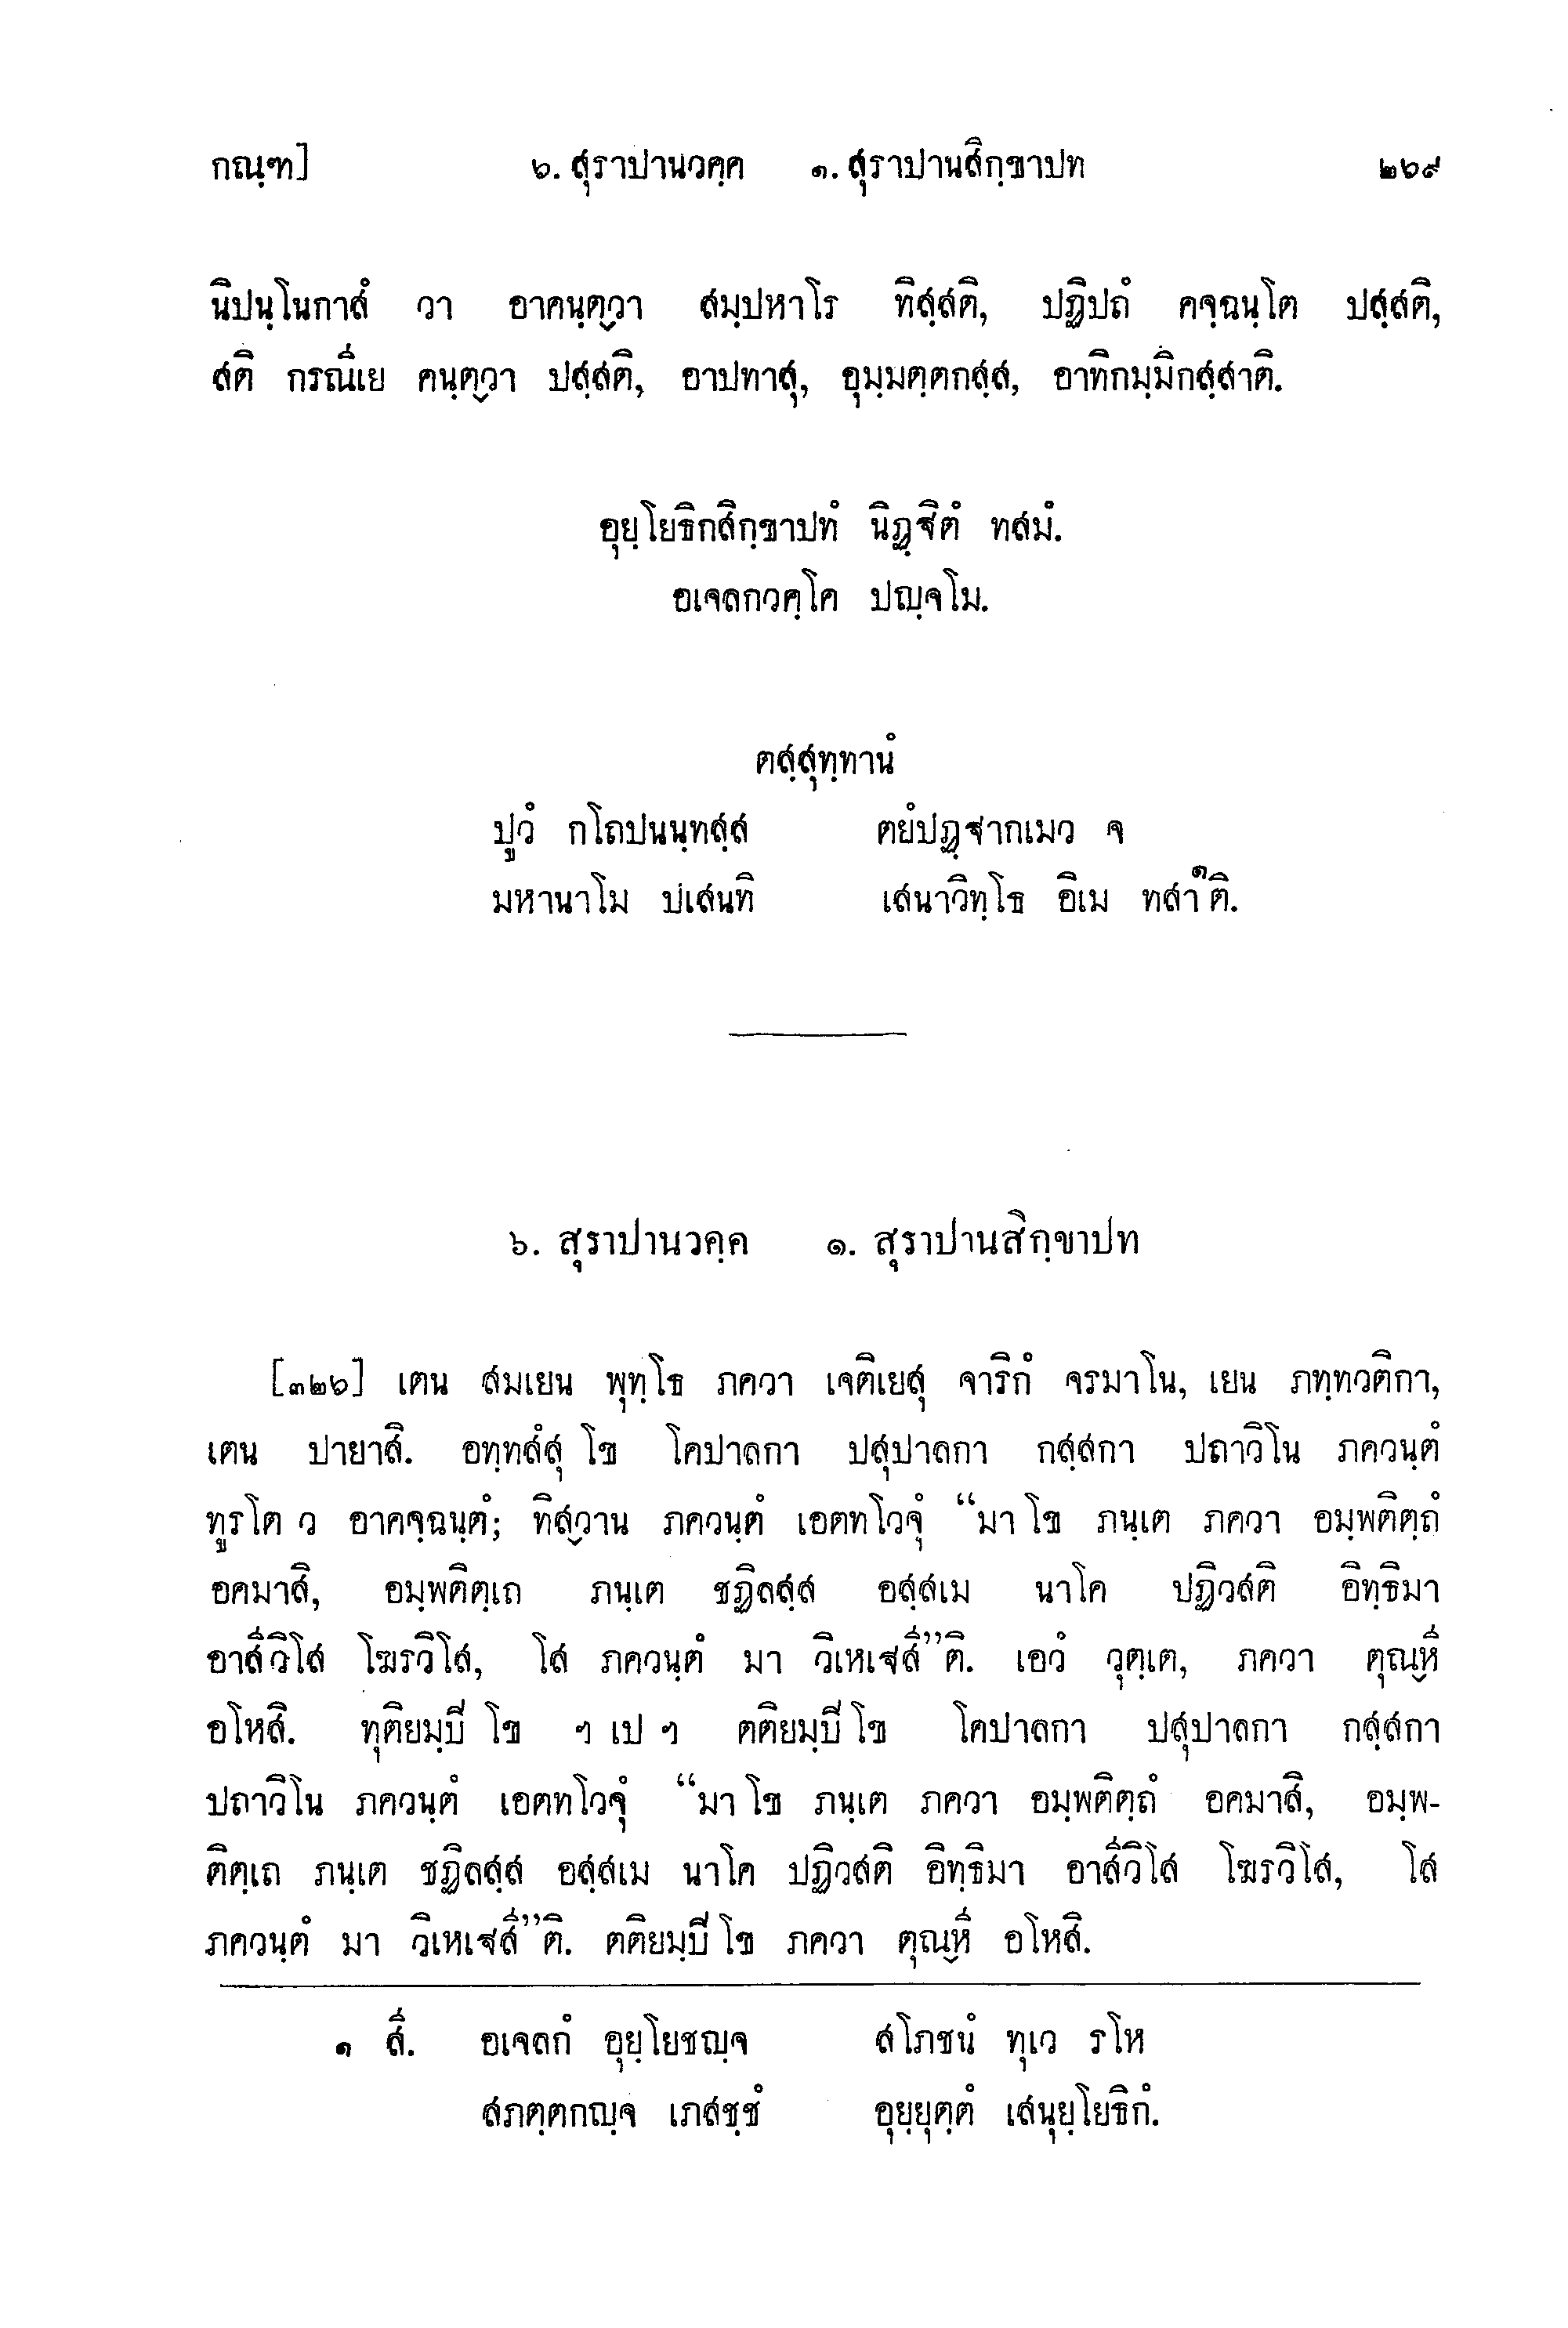 กณฺฑ] ๖. สุราปานวคฺค ๑. สุราปานสิกฺขาปท ๒๖๙
นิปนฺโนกาสํ วา อาคนฺตฺวา สมฺปหาโร ทิสฺสติ, ปฏิปถํ คจฺฉนฺโต ปสฺสติ,
สติ กรณีเย คนฺตฺวา ปสฺสติ, อาปทาสุ, อุมฺมตฺตกสฺส, อาทิกมฺมิกสฺสาติ.
อุยฺโยธิกสิกฺขาปทํ นิฏฺฐิตํ ทสมํ.
อเจลกวคฺโค ปญฺจโม.
ตสฺสุทฺทานํ
ปูวํ กโถปนนฺทสฺส ตยํปฏฺฐากเมว จ
มหานาโม ปเสนทิ เสนาวิทฺโธ อิเม ทสา๑ติ.
๖. สุราปานวคฺค ๑. สุราปานสิกฺขาปท
[๓๒๖] เตน สมเยน พุทฺโธ ภควา เจติเยสุ จาริกํ จรมาโน, เยน ภทฺทวติกา,
เตน ปายาสิ. อทฺทสํสุ โข โคปาลกา ปสุปาลกา กสฺสกา ปถาวิโน ภควนฺตํ
ทูรโต ว อาคจฺฉนฺตํ; ทิสฺวาน ภควนฺตํ เอตทโวจุํ “มา โข ภนฺเต ภควา อมฺพติตฺถํ
อคมาสิ, อมฺพติตฺเถ ภนฺเต ชฏิลสฺส อสฺสเม นาโค ปฏิวสติ อิทฺธิมา
อาสีวิโส โฆรวิโส, โส ภควนฺตํ มา วิเหเฐสี”ติ. เอวํ วุตฺเต, ภควา ตุณฺหี
อโหสิ. ทุติยมฺปี โข ฯ เป ฯ ตติยมฺปี โข โคปาลกา ปสุปาลกา กสฺสกา
ปถาวิโน ภควนฺตํ เอตทโวจุํ “มา โข ภนฺเต ภควา อมฺพติตฺถํ อคมาสิ, อมฺพ-
ติตฺเถ ภนฺเต ชฏิลสฺส อสฺสเม นาโค ปฏิวสติ อิทฺธิมา อาสีวิโส โฆรวิโส, โส
ภควนฺตํ มา วิเหเฐสี”ติ. ตติยมฺปี โข ภควา ตุณฺหี อโหสิ.
๑ สี. อเจลกํ อุยฺโยชญฺจ สโภชนํ ทุเว รโห
สภตฺตกญฺจ เภสชฺชํ อุยฺยุตฺตํ เสนุยฺโยธิกํ.